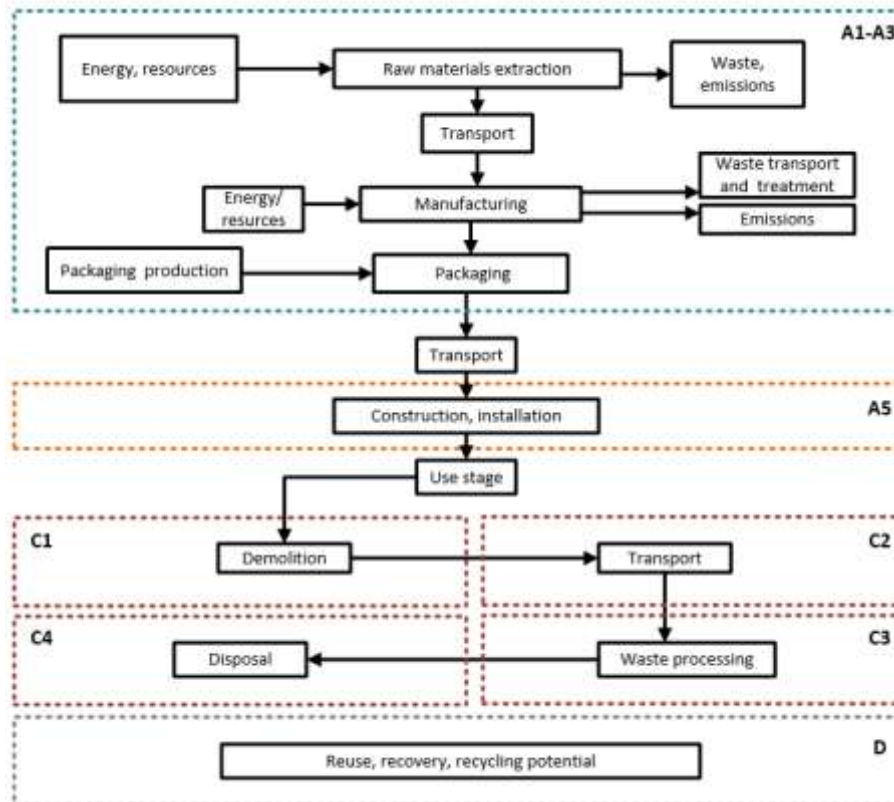 A1-A3
Energy, resources
Raw materials extraction
Waste,
emissions
Transport
Waste transport
and treatment
Energy/
resurces
Manufacturing
Emissions
Packaging production
Packaging
Transport
Construction, installation
A5
Use stage
C1
Demolition
Transport
C2
C4
Disposal
Waste processing
C3
Reuse, recovery, recycling potential
D